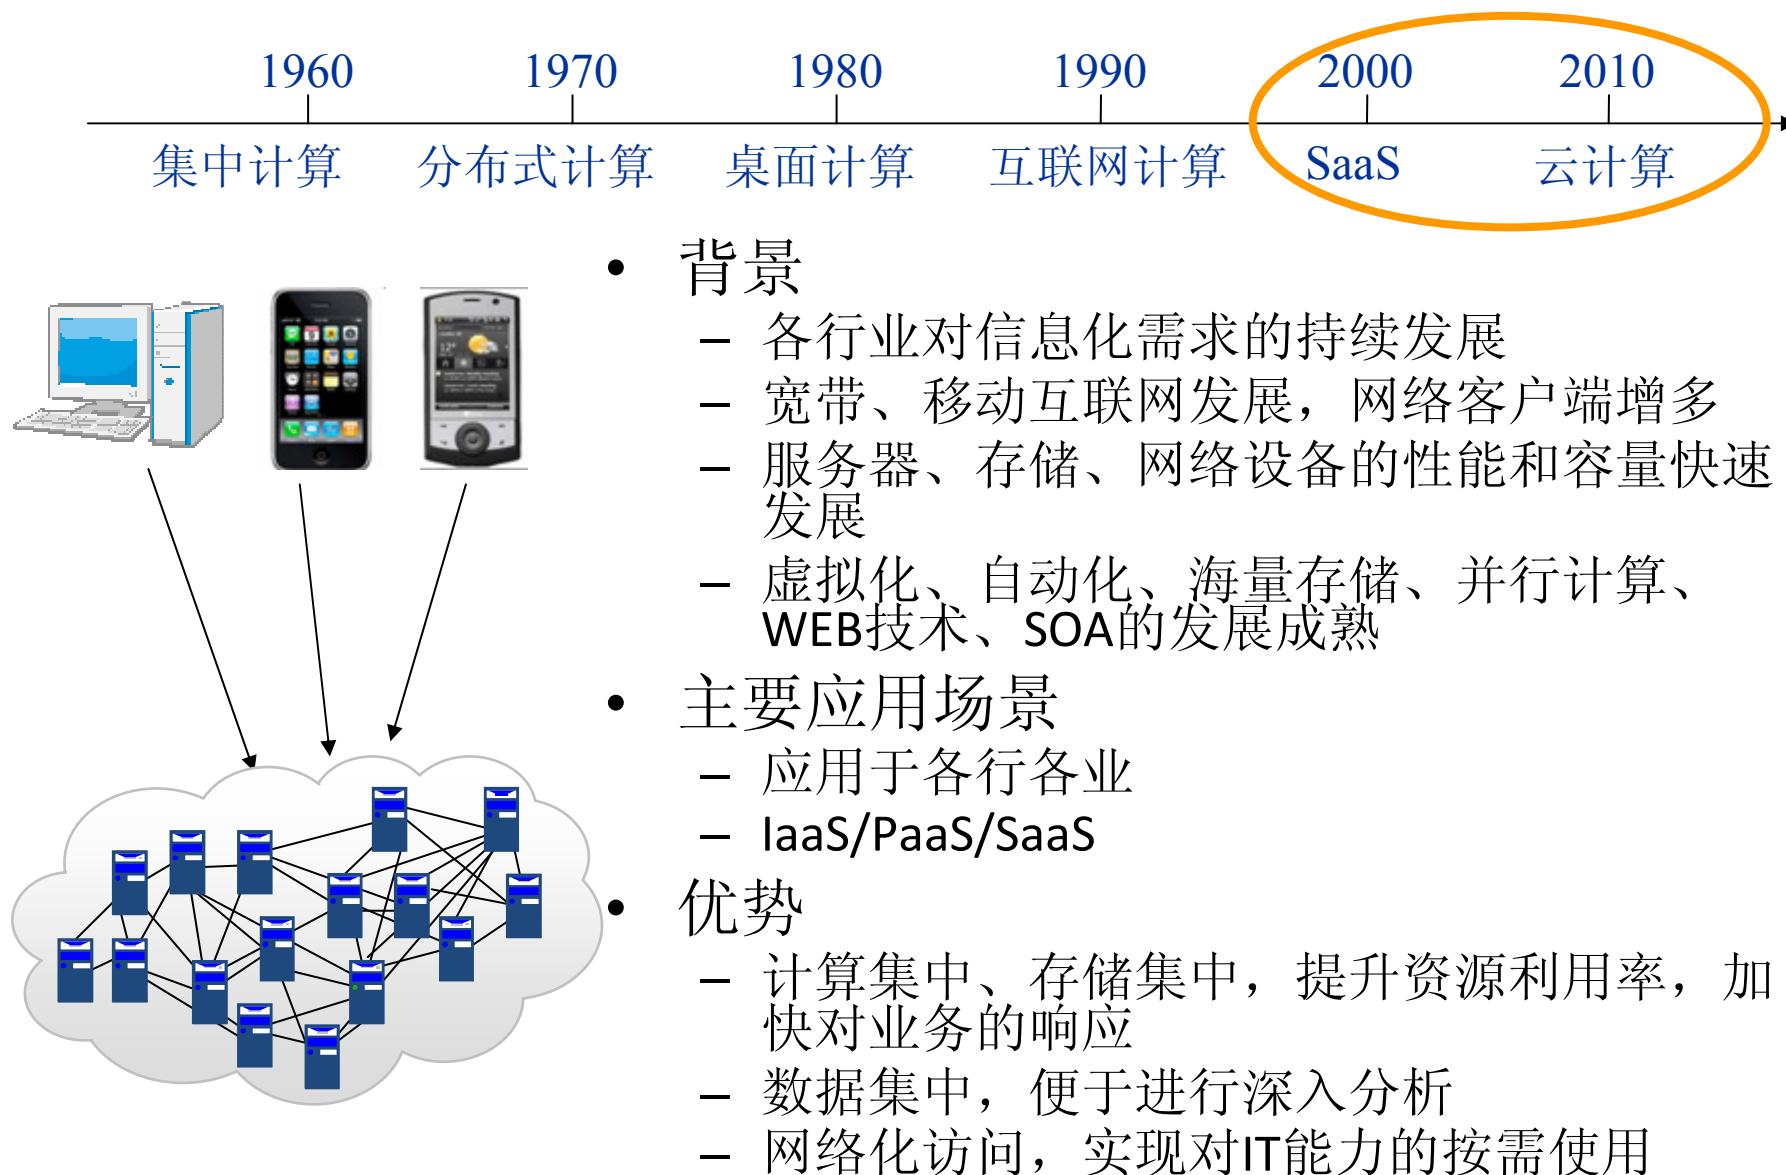 1960 1970 1980 1990 2000 2010
集中计算 分布式计算 桌面计算 互联网计算 SaaS 云计算
• 背景
– 各行业对信息化需求的持续发展
– 宽带、移动互联网发展，网络客户端增多
– 服务器、存储、网络设备的性能和容量快速
发展
– 虚拟化、自动化、海量存储、并行计算、
WEB技术、SOA的发展成熟
• 主要应用场景
– 应用于各行各业
– IaaS/PaaS/SaaS
• 优势
– 计算集中、存储集中，提升资源利用率，加
快对业务的响应
– 数据集中，便于进行深入分析
– 网络化访问，实现对IT能力的按需使用